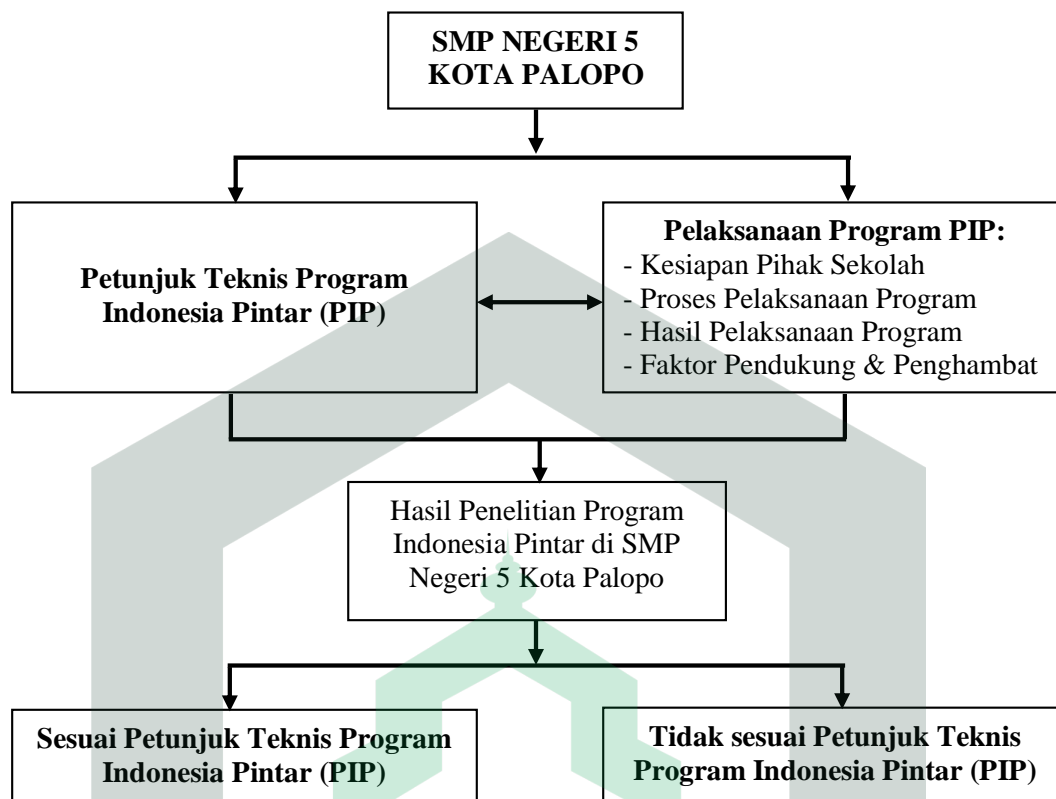 SMP NEGERI 5
KOTA PALOPO
Petunjuk Teknis Program
Indonesia Pintar (PIP)
Pelaksanaan Program PIP:
- Kesiapan Pihak Sekolah
- Proses Pelaksanaan Program
- Hasil Pelaksanaan Program
- Faktor Pendukung & Penghambat
Hasil Penelitian Program
Indonesia Pintar di SMP
Negeri 5 Kota Palopo
Sesuai Petunjuk Teknis Program
Indonesia Pintar (PIP)
Tidak sesuai Petunjuk Teknis
Program Indonesia Pintar (PIP)